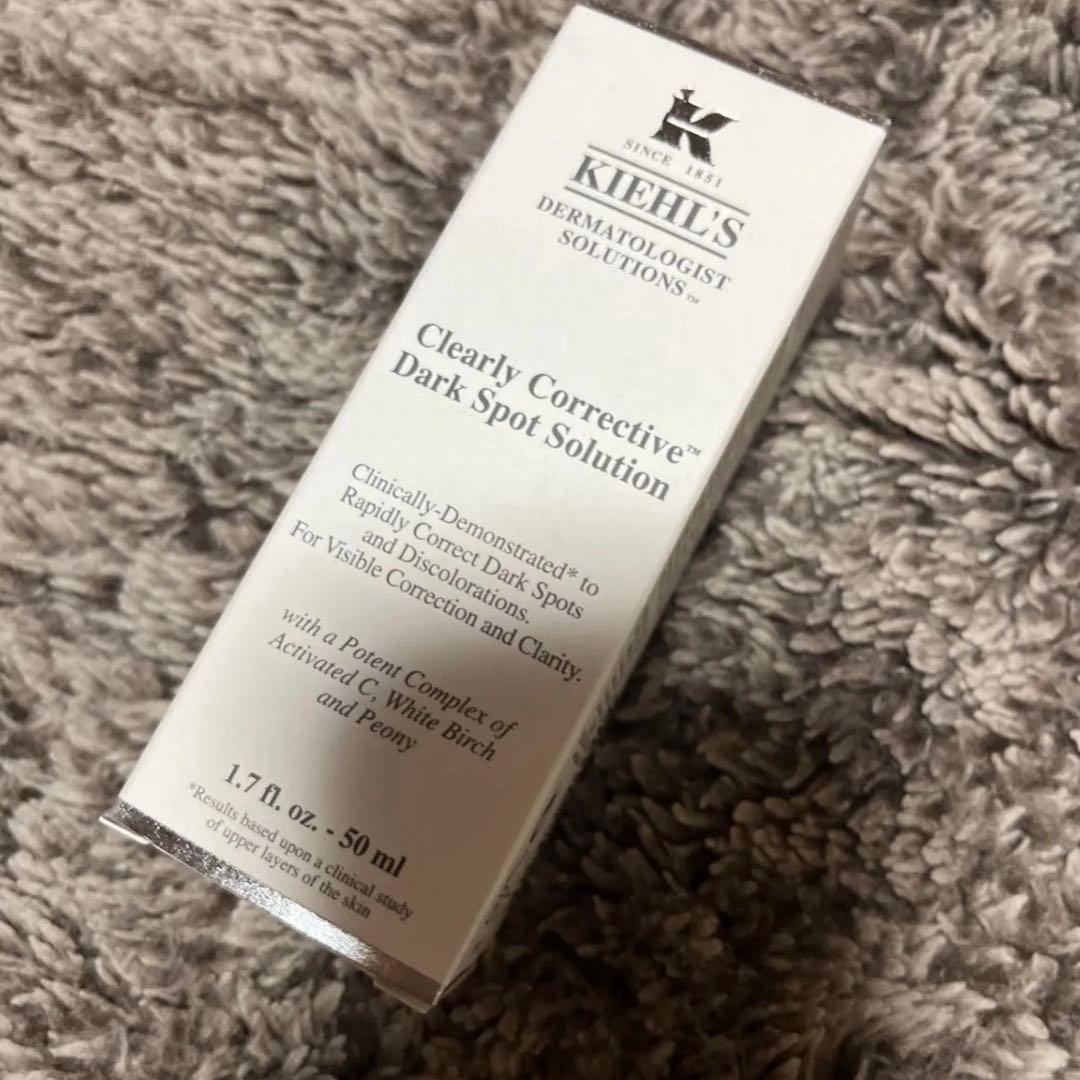 K
SINCE 1851
KIEHL'S
DERMATOLOGIST
SOLUTIONS™
Clearly Corrective™
Dark Spot Solution
Clinically-Demonstrated* to
Rapidly Correct Dark Spots
and Discolorations.
For Visible Correction and Clarity.
with a Potent Complex of
Activated C, White Birch
and Peony
1.7 fl. oz. - 50 ml
*Results based upon a clinical study
of upper layers of the skin